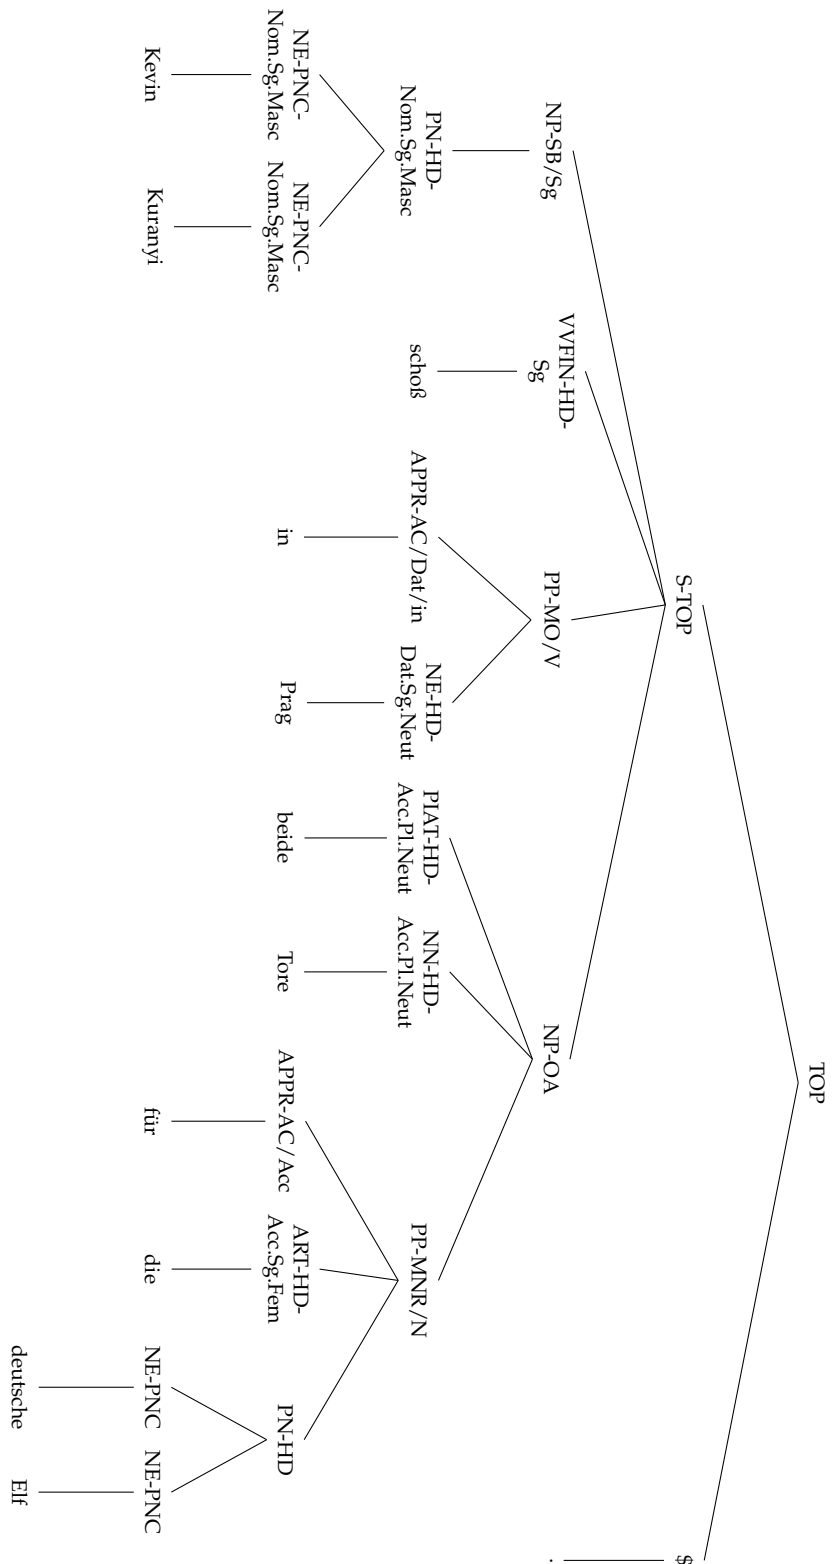 TOP
S-TOP
$
NP-SB/Sg
VVFIN-HD-
Sg
PP-MO/V
NP-OA
.
PN-HD-
Nom.Sg.Masc
schoß
APPR-AC/Dat/in
NE-HD-
Dat.Sg.Neut
PIAT-HD-
Acc.Pl.Neut
NN-HD-
Acc.Pl.Neut
PP-MNR/N
NE-PNC-
Nom.Sg.Masc
NE-PNC-
Nom.Sg.Masc
in
Prag
beide
Tore
APPR-AC/Acc
ART-HD-
Acc.Sg.Fem
PN-HD
Kevin
Kuranyi
für
die
NE-PNC
NE-PNC
deutsche
Elf